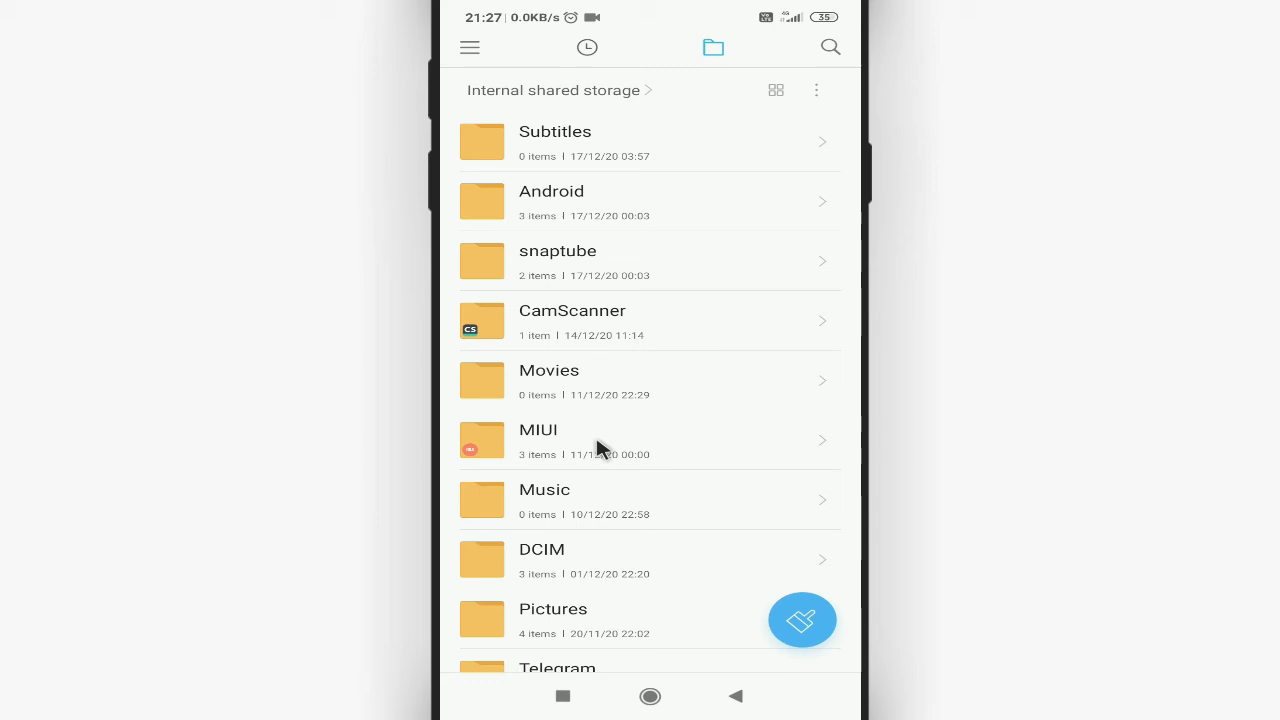 21:27 | 0.0KB/s 4G 35
Internal shared storage
Subtitles
0 items | 17/12/20 03:57
Android
3 items | 17/12/20 00:03
snaptube
2 items | 17/12/20 00:03
CamScanner
CS
1 item | 14/12/20 11:14
Movies
0 items | 11/12/20 22:29
MIUI
3 items | 11/12/20 00:00
Music
0 items | 10/12/20 22:58
DCIM
3 items | 01/12/20 22:20
Pictures
4 items | 20/11/20 22:02
Telegram